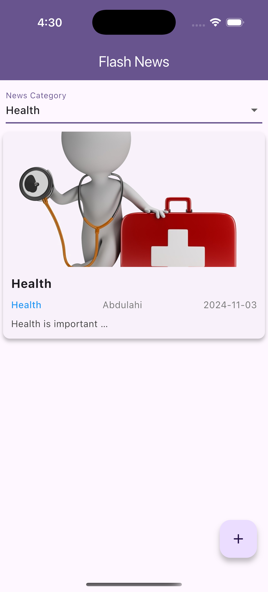 4:30
Flash News
News Category
Health
Health
Health Abdulahi 2024-11-03
Health is important ...
+